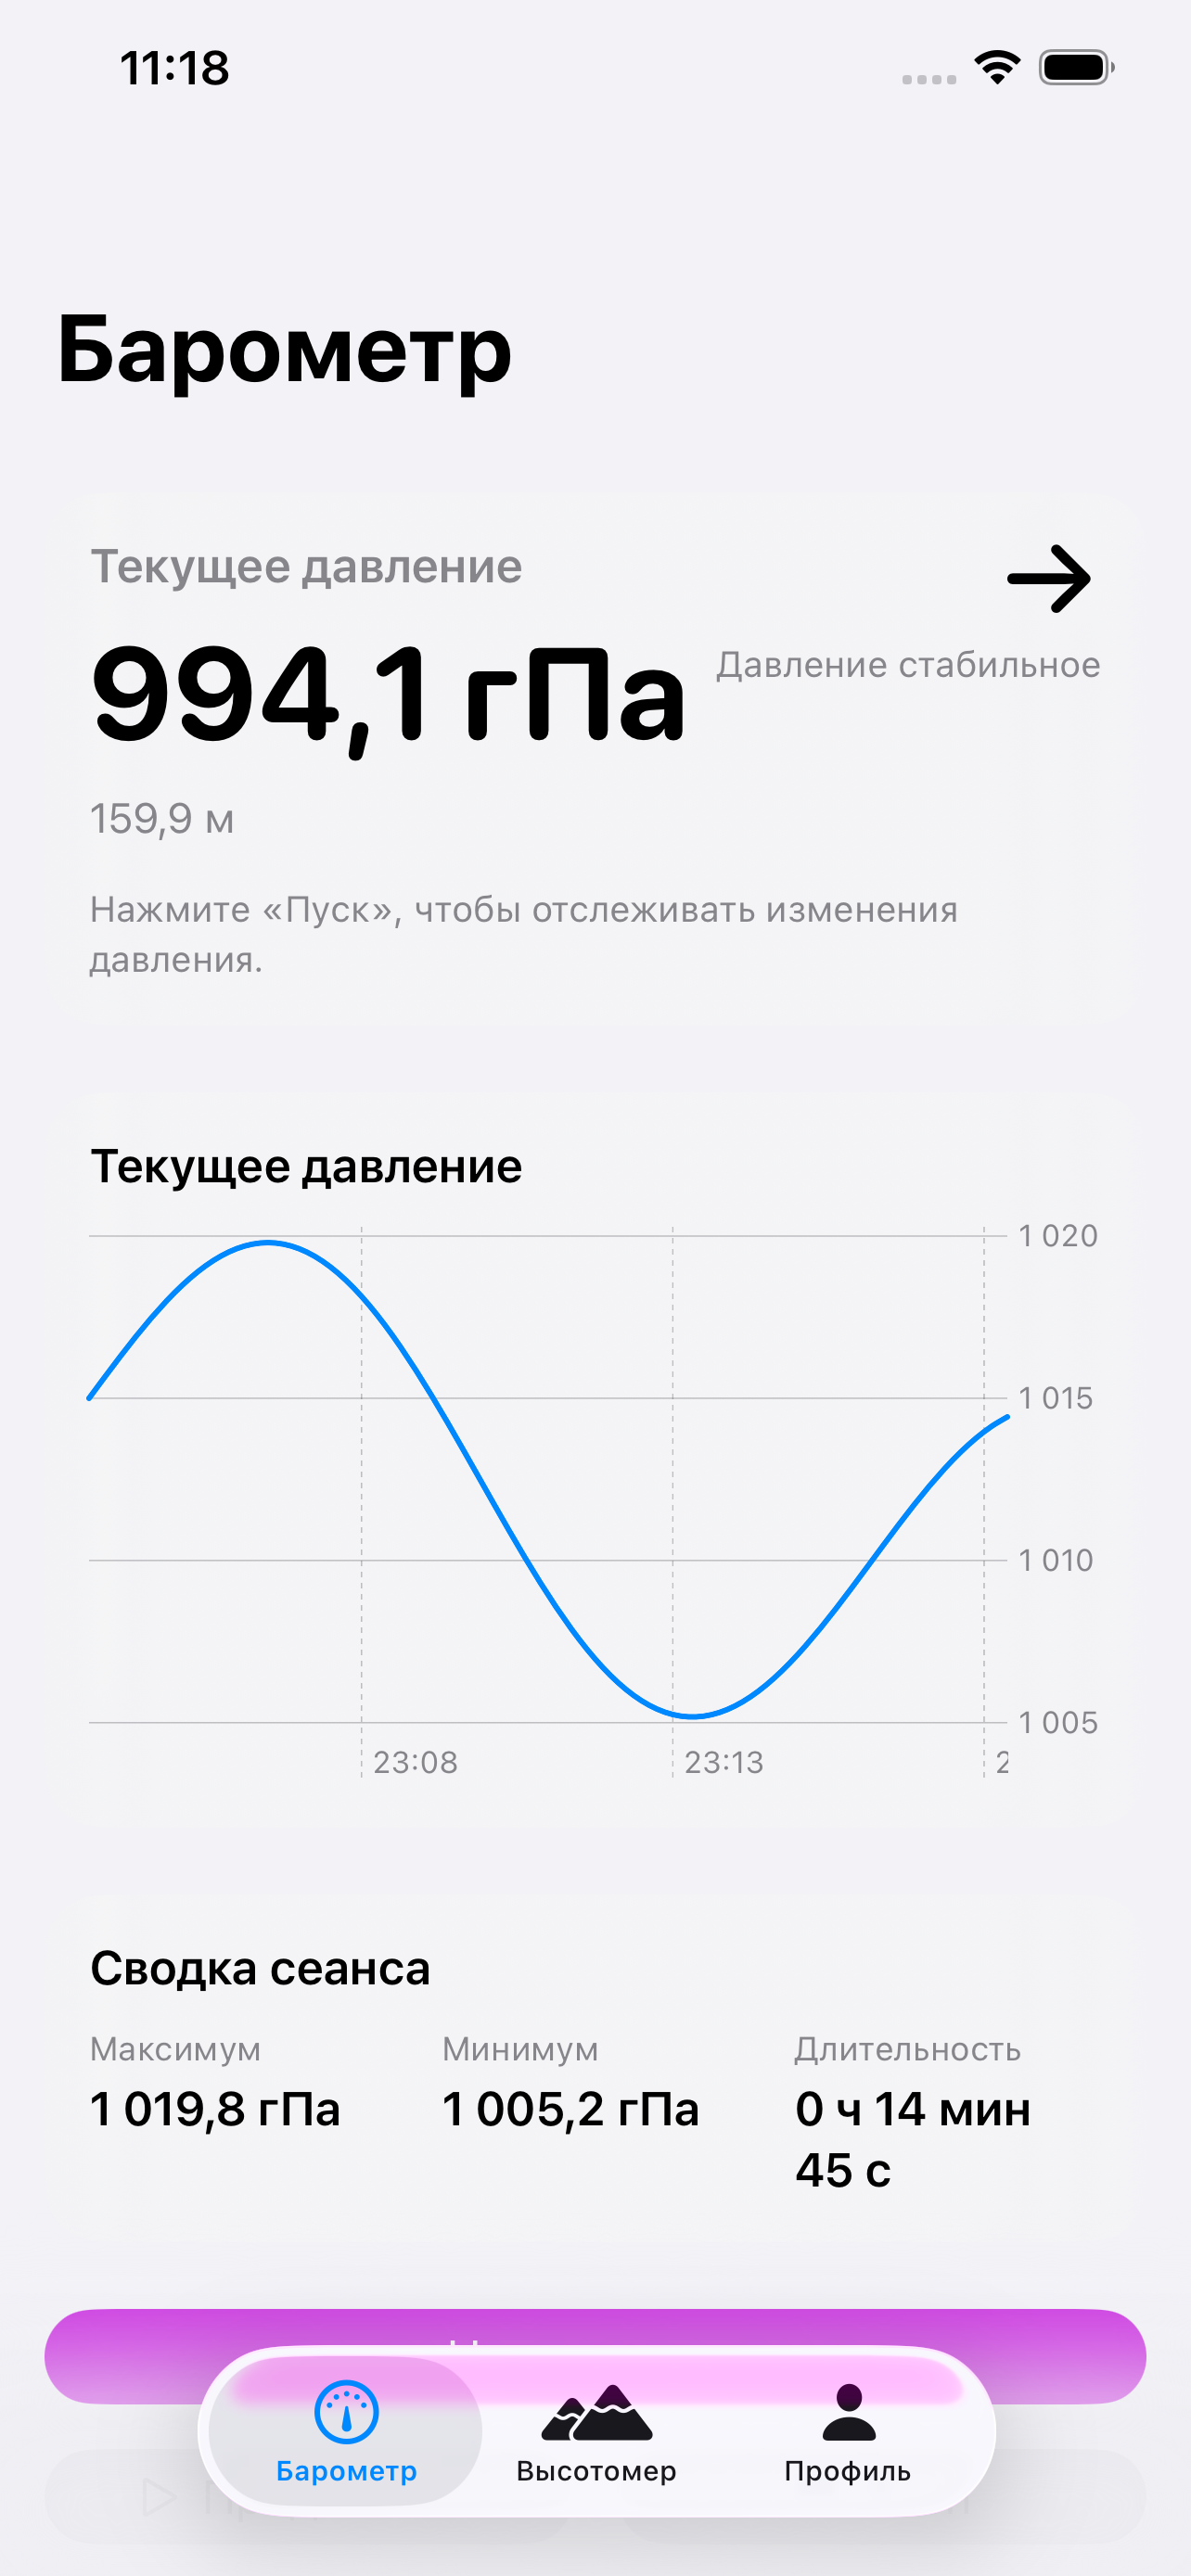 11:18
Барометр
Текущее давление
994,1 гПа
Давление стабильное
159,9 м
Нажмите «Пуск», чтобы отслеживать изменения
давления.
Текущее давление
1 020
1 015
1 010
1 005
23:08
23:13
Сводка сеанса
Максимум
Минимум
Длительность
1 019,8 гПа
1 005,2 гПа
0 ч 14 мин
45 с
Барометр
Высотомер
Профиль